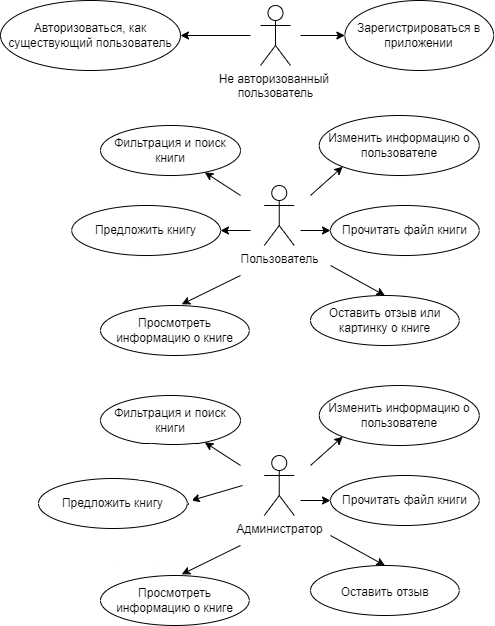 Авторизоваться, как
существующий пользователь
Зарегистрироваться в
приложении
Не авторизованный
пользователь
Фильтрация и поиск
книги
Изменить информацию о
пользователе
Предложить книгу
Прочитать файл книги
Пользователь
Просмотреть
информацию о книге
Оставить отзыв или
картинку о книге
Фильтрация и поиск
книги
Изменить информацию о
пользователе
Предложить книгу
Прочитать файл книги
Администратор
Просмотреть
информацию о книге
Оставить отзыв